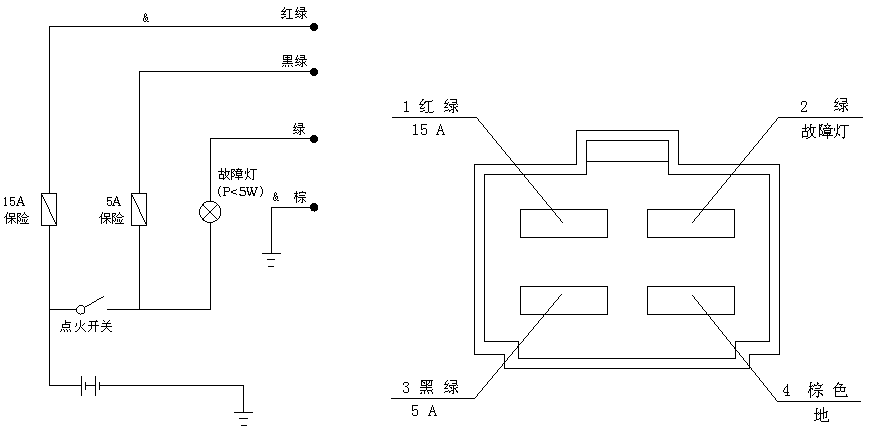 & 红绿
黑绿
绿
故障灯
(P<5W)
& 棕
15A
保险
5A
保险
点火开关
1 红 绿
15 A
2 绿
故障灯
3 黑 绿
5 A
4 棕 色
地